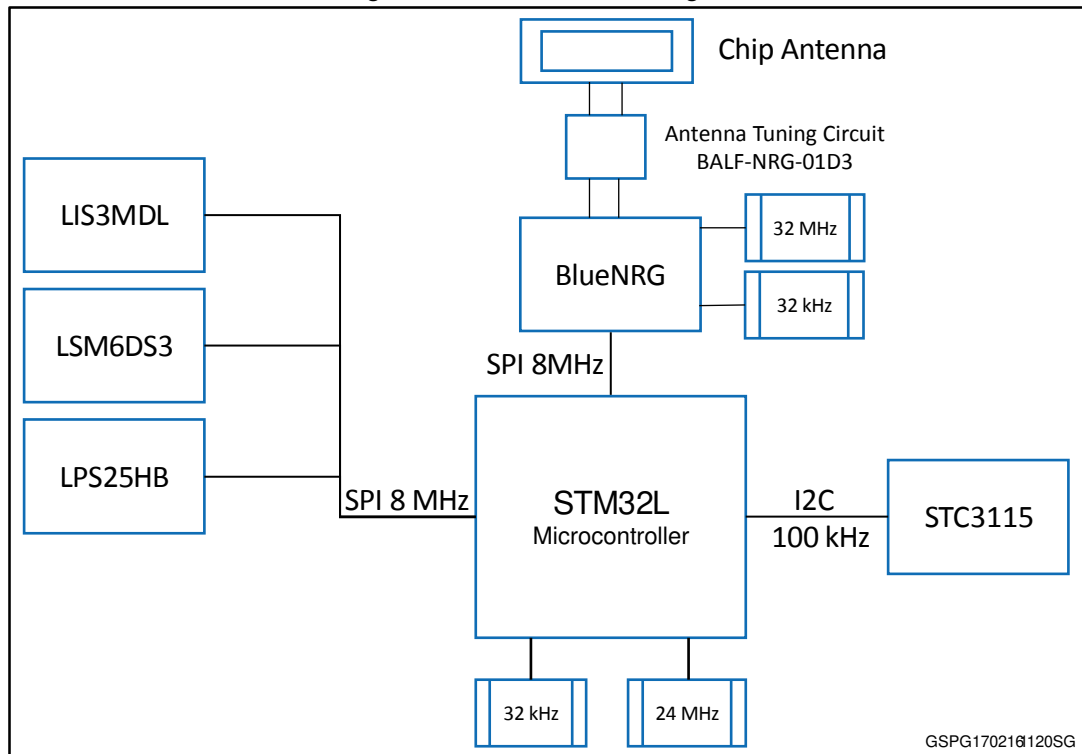 Chip Antenna
Antenna Tuning Circuit
BALF-NRG-01D3
LIS3MDL
32 MHz
BlueNRG
32 kHz
LSM6DS3
SPI 8MHz
LPS25HB
SPI 8 MHz
STM32L
Microcontroller
I2C
100 kHz
STC3115
32 kHz
24 MHz